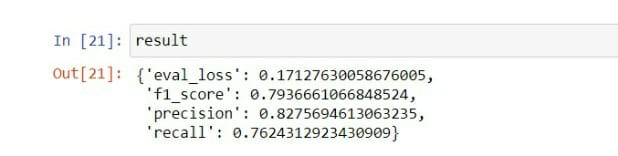 In [21]: result
Out[21]: {'eval_loss': 0.17127630058676005,
'f1_score': 0.7936661066848524,
'precision': 0.8275694613063235,
'recall': 0.7624312923430909}